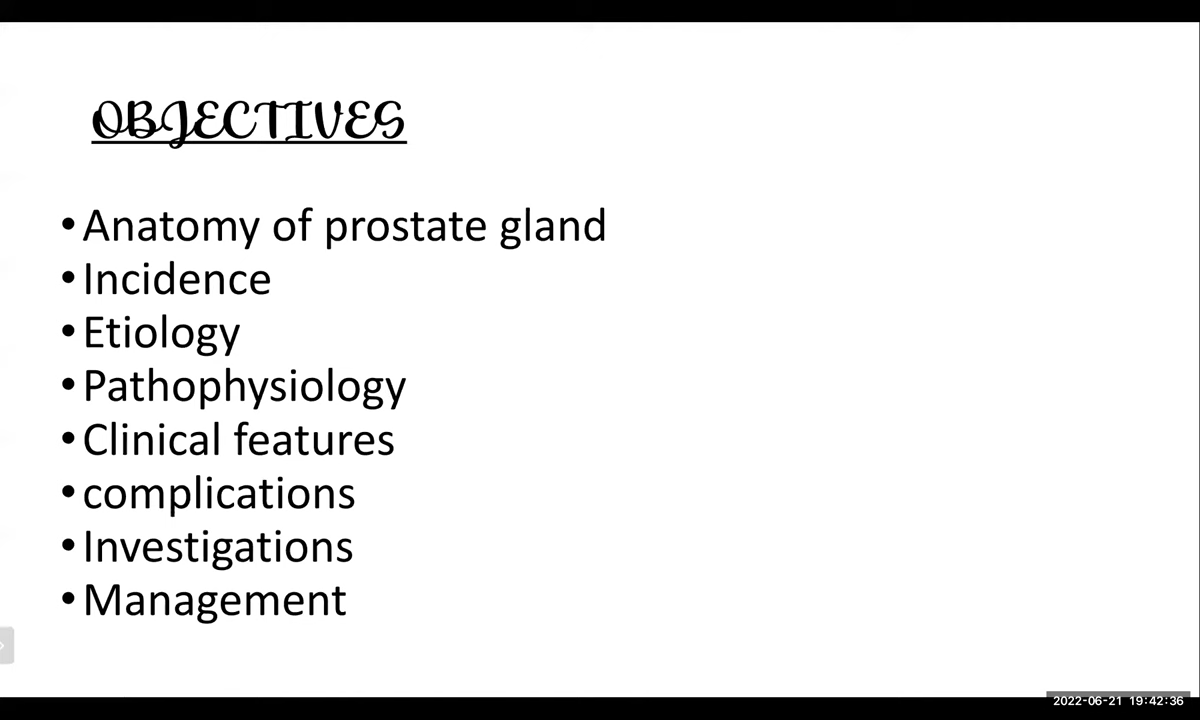 OBJECTIVES
•Anatomy of prostate gland
•Incidence
•Etiology
•Pathophysiology
•Clinical features
•complications
•Investigations
•Management
2022-06-21 19:42:36